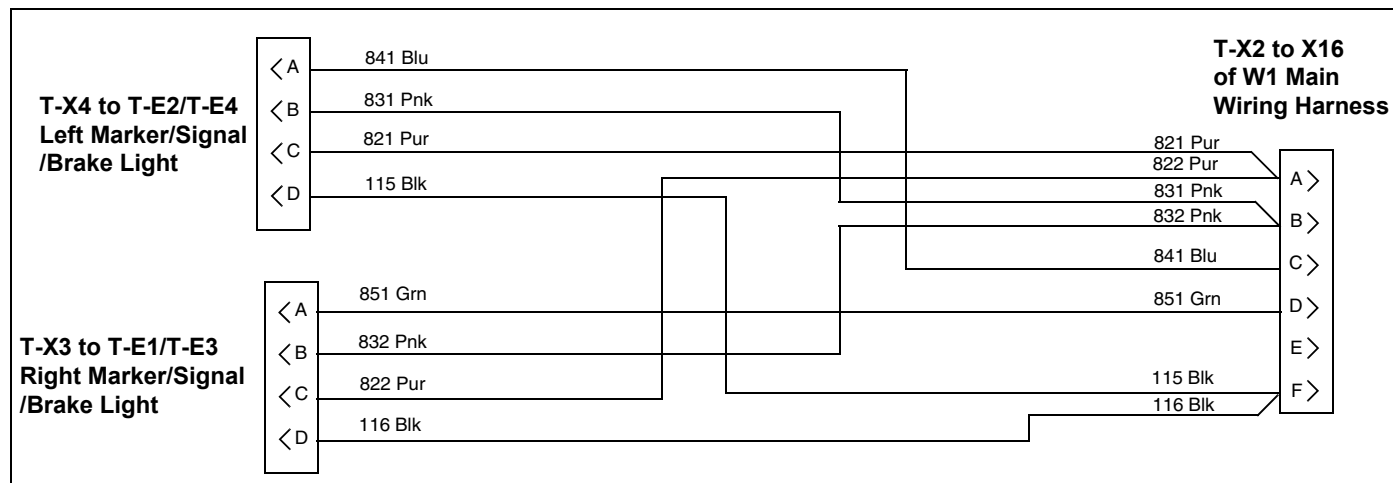 T-X4 to T-E2/T-E4
Left Marker/Signal
/Brake Light
A
B
C
D
841 Blu
831 Pnk
821 Pur
115 Blk
T-X3 to T-E1/T-E3
Right Marker/Signal
/Brake Light
A
B
C
D
851 Grn
832 Pnk
822 Pur
116 Blk
T-X2 to X16
of W1 Main
Wiring Harness
821 Pur
822 Pur
831 Pnk
832 Pnk
841 Blu
851 Grn
115 Blk
116 Blk
A
B
C
D
E
F